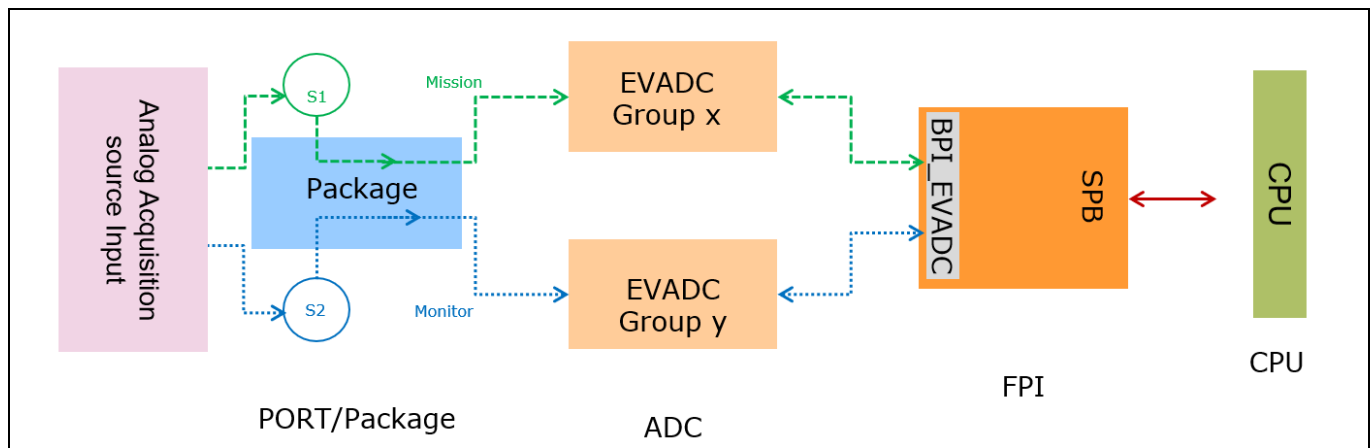 Analog Acquisition
source Input
S1
Mission
Package
S2
Monitor
EVADC
Group x
EVADC
Group y
BPI_EVADC
SPB
CPU
PORT/Package
ADC
FPI
CPU